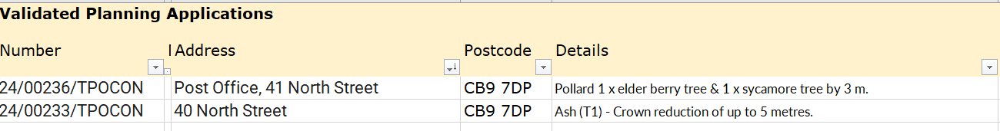 Validated Planning Applications
Number Address Postcode Details
24/00236/TPOCON Post Office, 41 North Street CB9 7DP Pollard 1 x elder berry tree & 1 x sycamore tree by 3 m.
24/00233/TPOCON 40 North Street CB9 7DP Ash (T1) - Crown reduction of up to 5 metres.